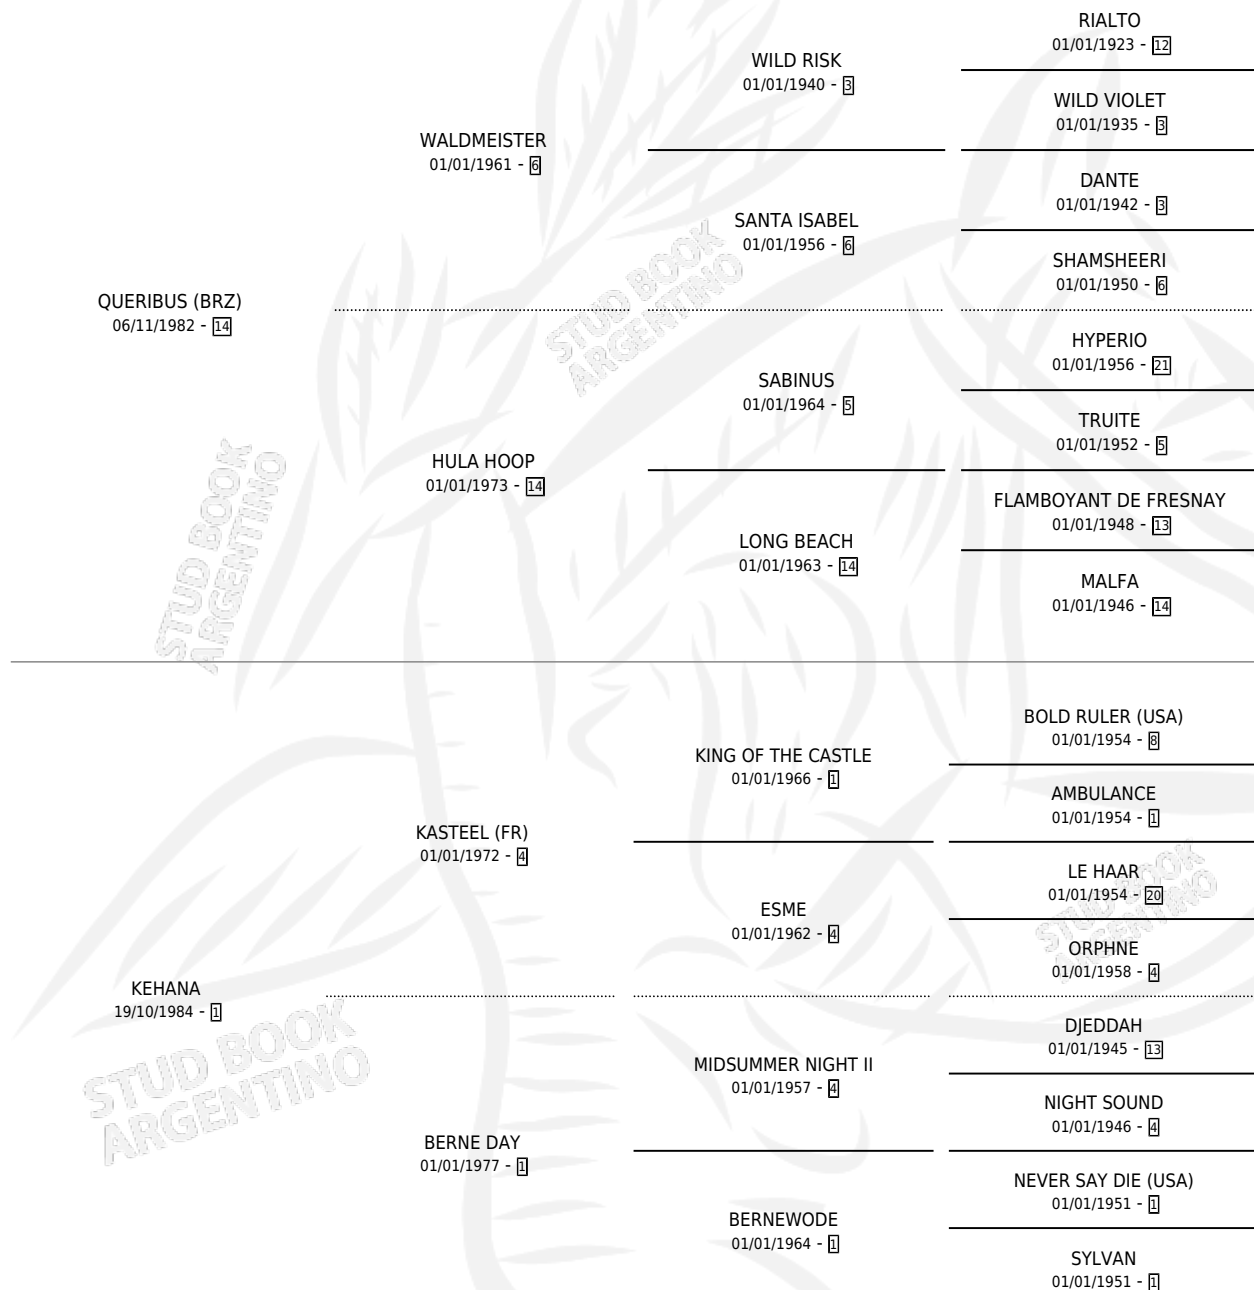 QUERIBUS (BRZ)
06/11/1982 - 14
WALDMEISTER
01/01/1961 - 6
HULA HOOP
01/01/1973 - 14
WILD RISK
01/01/1940 - 3
SANTA ISABEL
01/01/1956 - 6
SABINUS
01/01/1964 - 5
LONG BEACH
01/01/1963 - 14
RIALTO
01/01/1923 - 12
WILD VIOLET
01/01/1935 - 3
DANTE
01/01/1942 - 3
SHAMSHEERI
01/01/1950 - 6
HYPERIO
01/01/1956 - 21
TRUITE
01/01/1952 - 5
FLAMBOYANT DE FRESNAY
01/01/1948 - 13
MALFA
01/01/1946 - 14
KEHANA
19/10/1984 - 1
KASTEEL (FR)
01/01/1972 - 4
BERNE DAY
01/01/1977 - 1
KING OF THE CASTLE
01/01/1966 - 1
ESME
01/01/1962 - 4
MIDSUMMER NIGHT II
01/01/1957 - 4
BERNEWODE
01/01/1964 - 1
BOLD RULER (USA)
01/01/1954 - 8
AMBULANCE
01/01/1954 - 1
LE HAAR
01/01/1954 - 20
ORPHNE
01/01/1958 - 4
DJEDDAH
01/01/1945 - 13
NIGHT SOUND
01/01/1946 - 4
NEVER SAY DIE (USA)
01/01/1951 - 1
SYLVAN
01/01/1951 - 1
STUD BOOK
ARGENTINO
STUD BOOK
ARGENTINO
STUD BOOK
ARGENTINO
STUD BOOK
ARGENTINO